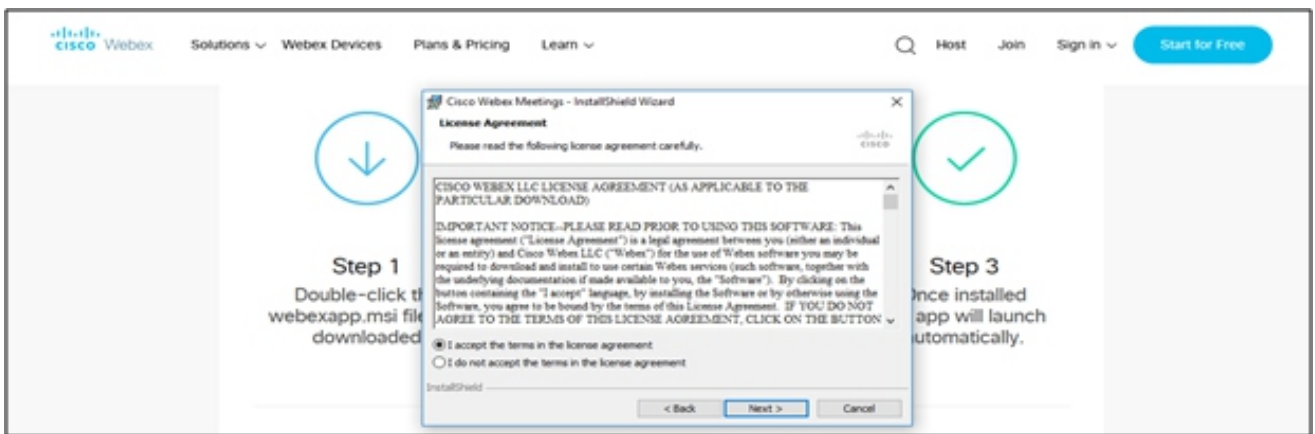 CISCO Webex Solutions Webex Devices Plans & Pricing Learn Host Join Sign in Start for Free
Cisco Webex Meetings - InstallShield Wizard
License Agreement
Please read the following license agreement carefully.
CISCO
CISCO WEBEX LLC LICENSE AGREEMENT (AS APPLICABLE TO THE
PARTICULAR DOWNLOAD)
IMPORTANT NOTICE--PLEASE READ PRIOR TO USING THIS SOFTWARE: This
license agreement ("License Agreement") is a legal agreement between you (either an individual
or an entity) and Cisco Webex LLC ("Webex") for the use of Webex software you may be
required to download and install to use certain Webex services (such software, together with
the underlying documentation if made available to you, the "Software"). By clicking on the
button containing the "I accept" language, by installing the Software or by otherwise using the
Software, you agree to be bound by the terms of this License Agreement. IF YOU DO NOT
AGREE TO THE TERMS OF THIS LICENSE AGREEMENT, CLICK ON THE BUTTON
I accept the terms in the license agreement
I do not accept the terms in the license agreement
InstallShield
< Back Next > Cancel
Step 1
Double-click
webexapp.msi
downloaded
Step 3
installed
app will launch